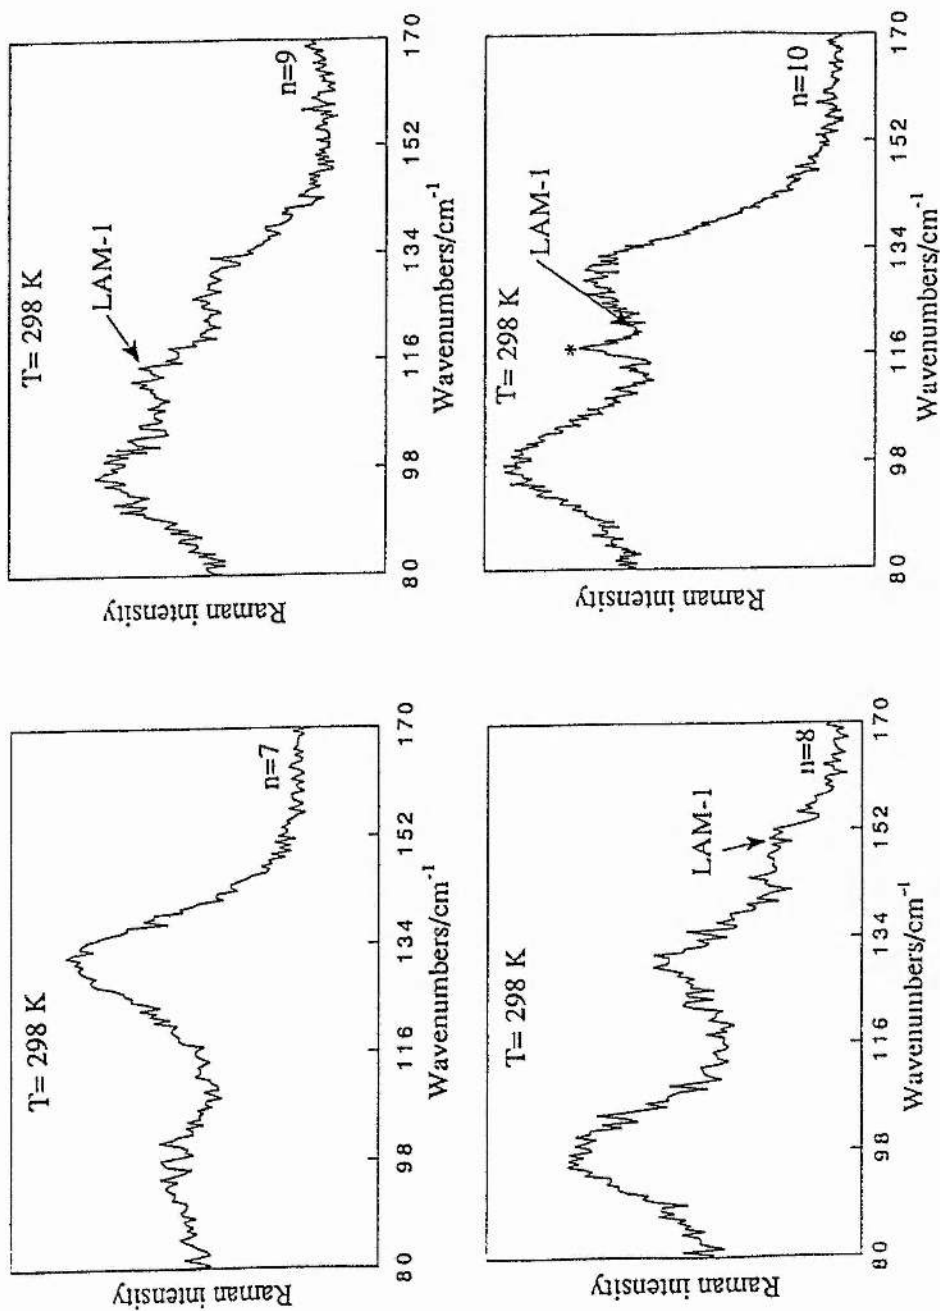 T= 298 K
n=7
Raman intensity
80 98 116 134 152 170
Wavenumbers/cm-1
T= 298 K
LAM-1
n=9
Raman intensity
80 98 116 134 152 170
Wavenumbers/cm-1
T= 298 K
LAM-1
n=8
Raman intensity
80 98 116 134 152 170
Wavenumbers/cm-1
T= 298 K
*
LAM-1
n=10
Raman intensity
80 98 116 134 152 170
Wavenumbers/cm-1